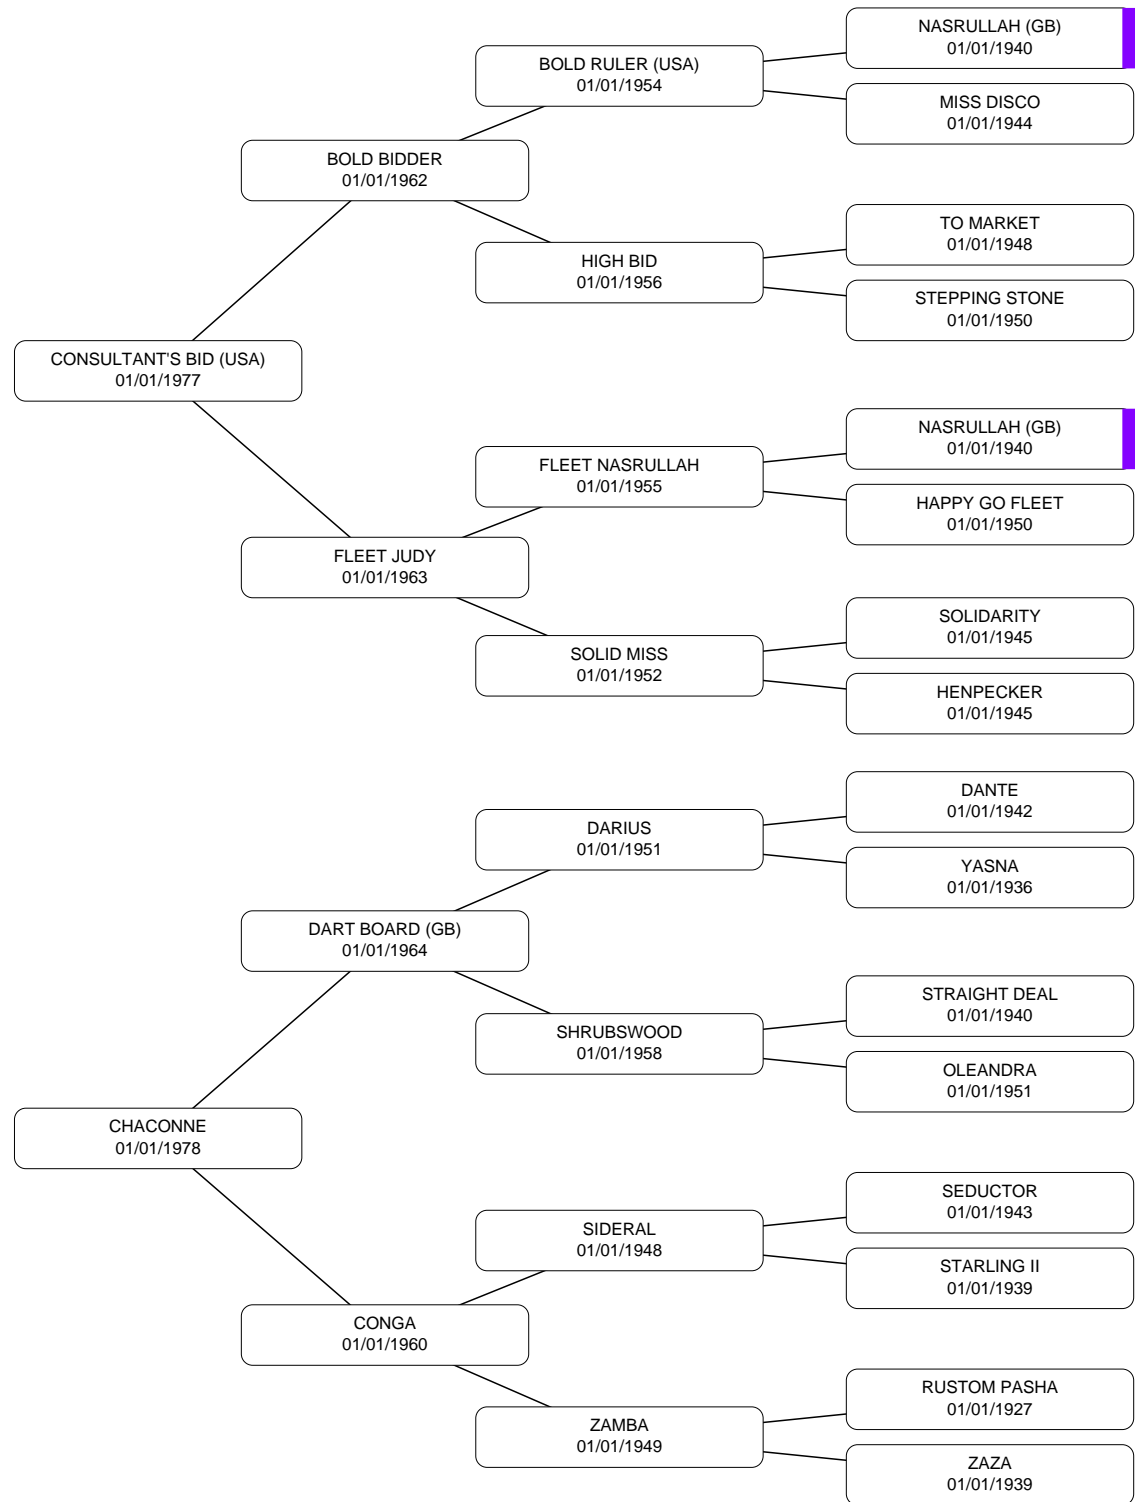 NASRULLAH (GB)
01/01/1940
BOLD RULER (USA)
01/01/1954
MISS DISCO
01/01/1944
BOLD BIDDER
01/01/1962
TO MARKET
01/01/1948
HIGH BID
01/01/1956
STEPPING STONE
01/01/1950
CONSULTANT'S BID (USA)
01/01/1977
NASRULLAH (GB)
01/01/1940
FLEET NASRULLAH
01/01/1955
HAPPY GO FLEET
01/01/1950
FLEET JUDY
01/01/1963
SOLIDARITY
01/01/1945
SOLID MISS
01/01/1952
HENPECKER
01/01/1945
DANTE
01/01/1942
DARIUS
01/01/1951
YASNA
01/01/1936
DART BOARD (GB)
01/01/1964
STRAIGHT DEAL
01/01/1940
SHRUBSWOOD
01/01/1958
OLEANDRA
01/01/1951
CHACONNE
01/01/1978
SEDUCTOR
01/01/1943
SIDERAL
01/01/1948
STARLING II
01/01/1939
CONGA
01/01/1960
RUSTOM PASHA
01/01/1927
ZAMBA
01/01/1949
ZAZA
01/01/1939